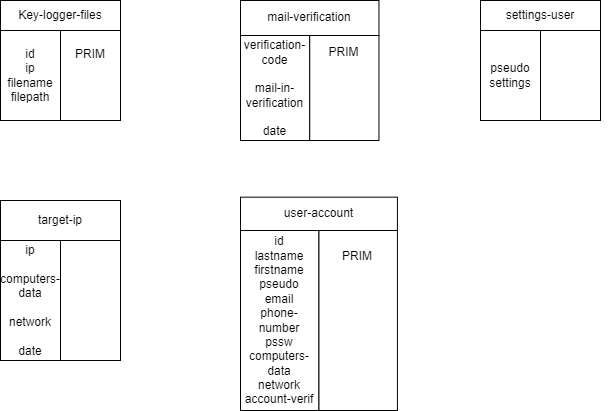 Key-logger-files
id
ip
filename
filepath
PRIM
mail-verification
verification-
code
mail-in-
verification
date
PRIM
settings-user
pseudo
settings
target-ip
ip
computers-
data
network
date
user-account
id
lastname
firstname
pseudo
email
phone-
number
pssw
computers-
data
network
account-verif
PRIM